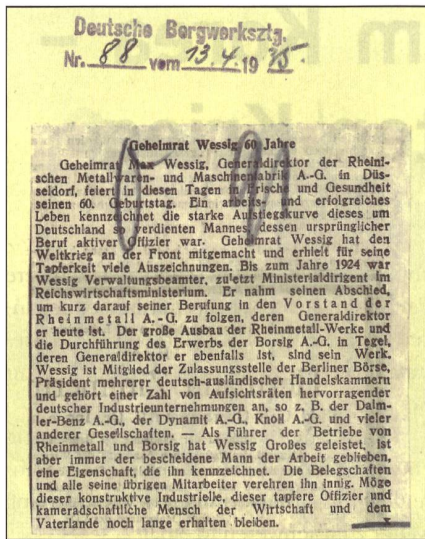 Deutsche Bergwerksztg.
Nr. 88 vom 13.4.1935.
Geheimrat Wessig 60 Jahre
Geheimrat Max Wessig, Generaldirektor der Rheini-
schen Metallwaren- und Maschinenfabrik A.-G. in Düs-
seldorf, feiert in diesen Tagen in Frische und Gesundheit
seinen 60. Geburtstag. Ein arbeits- und erfolgreiches
Leben kennzeichnet die starke Aufstiegskurve dieses um
Deutschland so verdienten Mannes, dessen ursprünglicher
Beruf aktiver Offizier war. Geheimrat Wessig hat den
Weltkrieg an der Front mitgemacht und erhielt für seine
Tapferkeit viele Auszeichnungen. Bis zum Jahre 1924 war
Wessig Verwaltungsbeamter, zuletzt Ministerialdirigent im
Reichswirtschaftsministerium. Er nahm seinen Abschied,
um kurz darauf seiner Berufung in den Vorstand der
Rheinmetall A.-G. zu folgen, deren Generaldirektor
er heute ist. Der große Ausbau der Rheinmetall-Werke und
die Durchführung des Erwerbs der Borsig A.-G. in Tegel,
deren Generaldirektor er ebenfalls ist, sind sein Werk.
Wessig ist Mitglied der Zulassungsstelle der Berliner Börse,
Präsident mehrerer deutsch-ausländischer Handelskammern
und gehört einer Zahl von Aufsichtsräten hervorragender
deutscher Industrieunternehmungen an, so z. B. der Daim-
ler-Benz A.-G., der Dynamit A.-G., Knoll A.-G. und vieler
anderer Gesellschaften. — Als Führer der Betriebe von
Rheinmetall und Borsig hat Wessig Großes geleistet, ist
aber immer der bescheidene Mann der Arbeit geblieben,
eine Eigenschaft, die ihn kennzeichnet. Die Belegschaften
und alle seine übrigen Mitarbeiter verehren ihn innig. Möge
dieser konstruktive Industrielle, dieser tapfere Offizier und
kameradschaftliche Mensch der Wirtschaft und dem
Vaterlande noch lange erhalten bleiben.